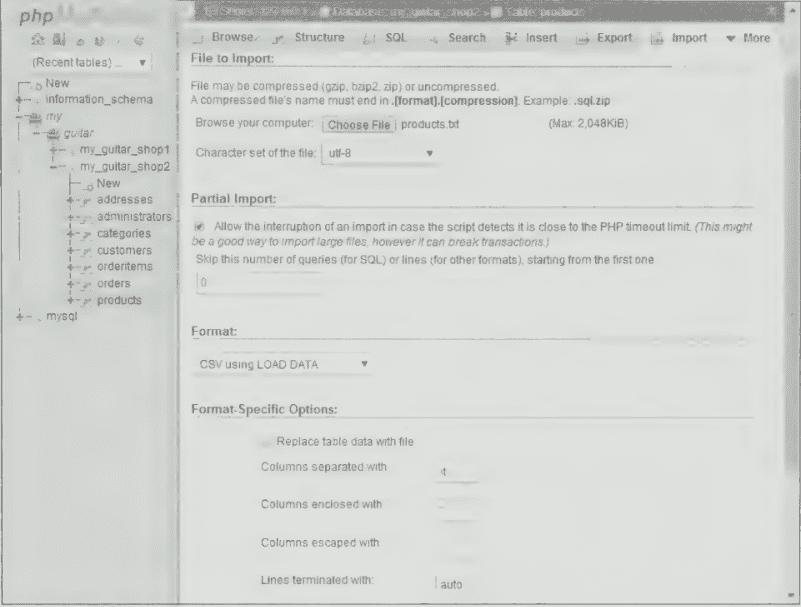 php
Database: my_guitar_shop2 » Table: products
Browse Structure SQL Search Insert Export Import More
(Recent tables) ...
New
information_schema
my
guitar
my_guitar_shop1
my_guitar_shop2
New
addresses
administrators
categories
customers
orderitems
orders
products
mysql
File to Import:
File may be compressed (gzip, bzip2, zip) or uncompressed.
A compressed file's name must end in .[format].[compression]. Example: .sql.zip
Browse your computer: Choose File products.txt (Max: 2,048KiB)
Character set of the file: utf-8
Partial Import:
Allow the interruption of an import in case the script detects it is close to the PHP timeout limit. (This might
be a good way to import large files, however it can break transactions.)
Skip this number of queries (for SQL) or lines (for other formats), starting from the first one
0
Format:
CSV using LOAD DATA
Format-Specific Options:
Replace table data with file
Columns separated with
Columns enclosed with
Columns escaped with
Lines terminated with: auto